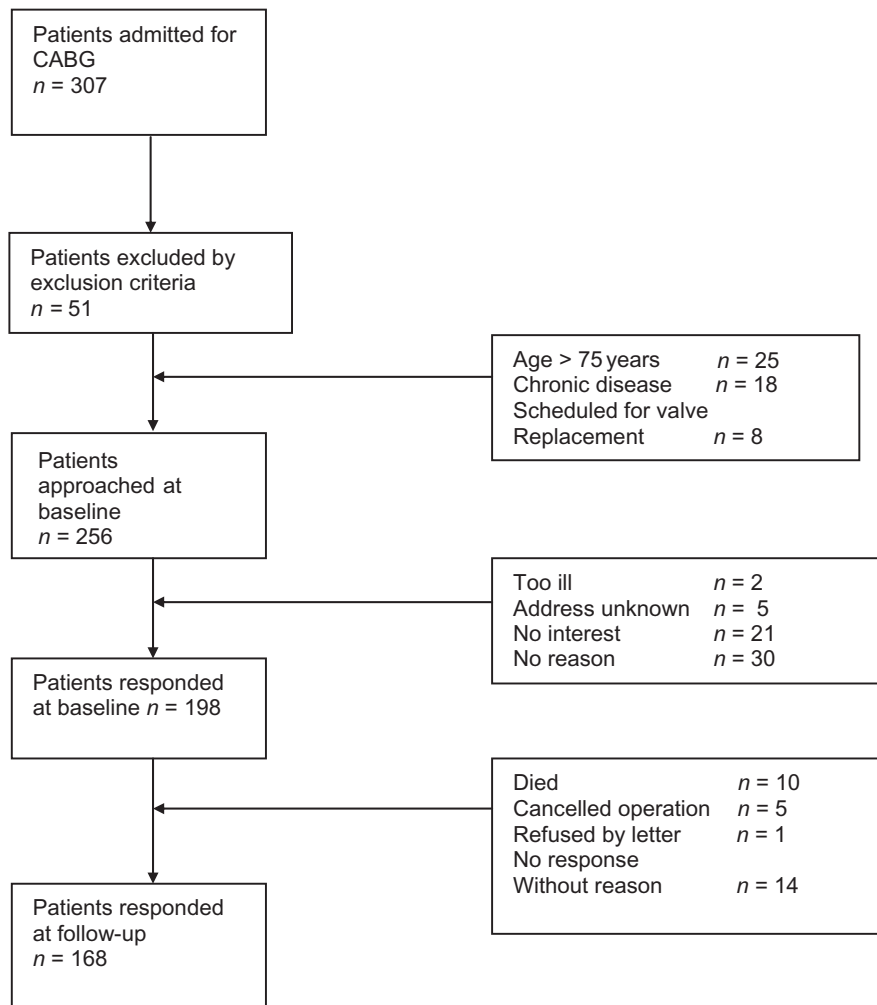 Patients admitted for
CABG
n = 307
Patients excluded by
exclusion criteria
n = 51
Age > 75 years n = 25
Chronic disease n = 18
Scheduled for valve
Replacement n = 8
Patients
approached at
baseline
n = 256
Too ill n = 2
Address unknown n = 5
No interest n = 21
No reason n = 30
Patients responded
at baseline n = 198
Died n = 10
Cancelled operation n = 5
Refused by letter n = 1
No response
Without reason n = 14
Patients responded
at follow-up
n = 168